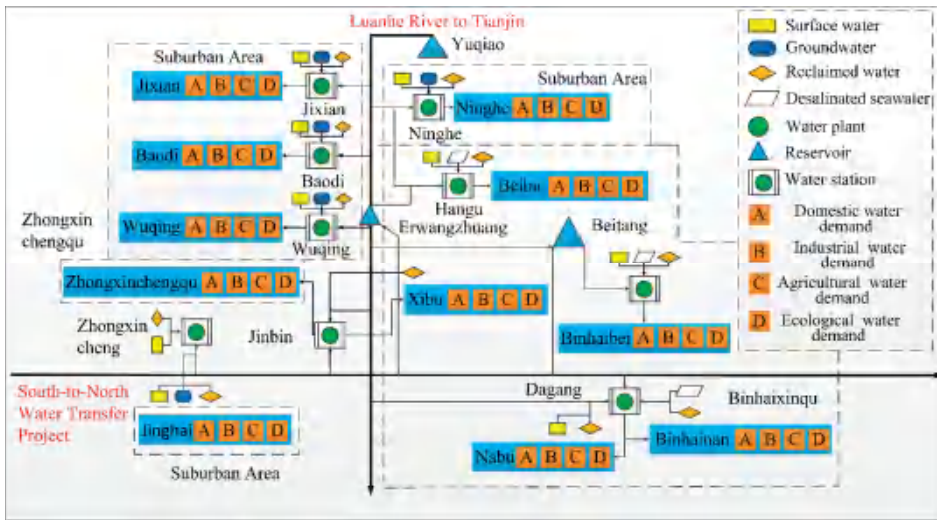 Luanhe River to Tianjin
Yuqiao
Suburban Area
Jixian A B C D
Jixian
Baodi A B C D
Baodi
Wuqing A B C D
Wuqing
Suburban Area
Ninghe A B C D
Ninghe
Beibu A B C D
Hangu
Erwangzhuang
Beitang
Zhongxin
chengqu
Zhongxinchengqu A B C D
Xibu A B C D
Binhaibei A B C D
Zhongxin
cheng
Jinbin
South-to-North
Water Transfer
Project
Jinghai A B C D
Suburban Area
Dagang
Binhaixinqu
Nabu A B C D
Binhainan A B C D
Surface water
Groundwater
Reclaimed water
Desalinated seawater
Water plant
Reservoir
Water station
A Domestic water
demand
B Industrial water
demand
C Agricultural water
demand
D Ecological water
demand